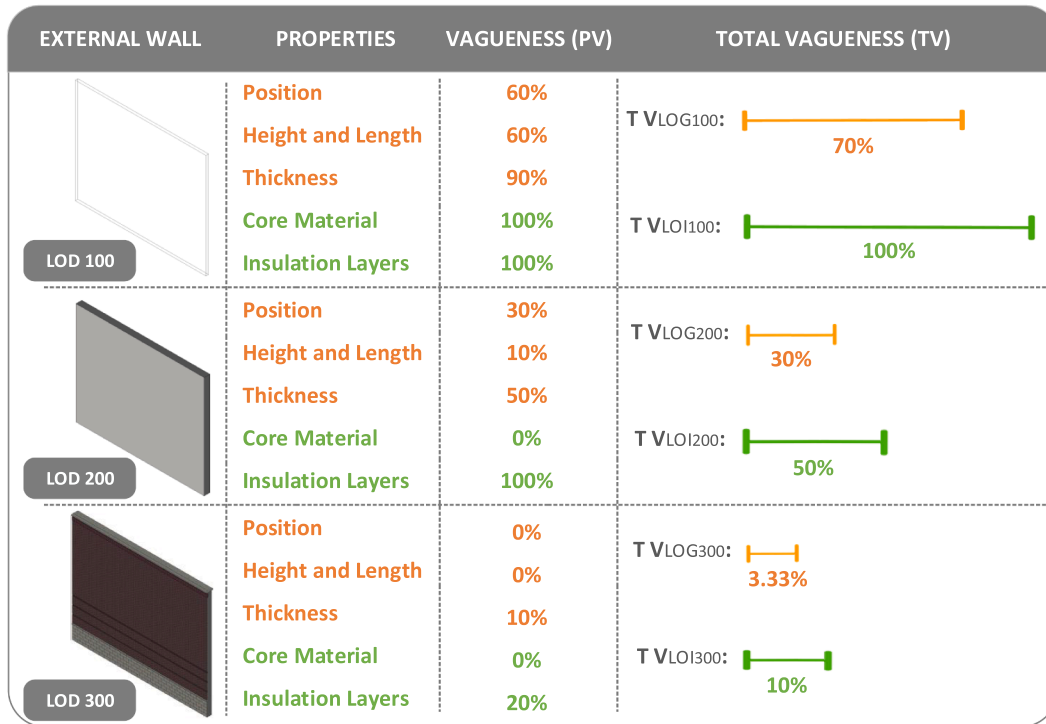 EXTERNAL WALL PROPERTIES VAGUENESS (PV) TOTAL VAGUENESS (TV)
Position 60%
Height and Length 60%
Thickness 90%
Core Material 100%
Insulation Layers 100%
T VLOG100:
70%
T VLOI100:
100%
LOD 100
Position 30%
Height and Length 10%
Thickness 50%
Core Material 0%
Insulation Layers 100%
T VLOG200:
30%
T VLOI200:
50%
LOD 200
Position 0%
Height and Length 0%
Thickness 10%
Core Material 0%
Insulation Layers 20%
T VLOG300:
3.33%
T VLOI300:
10%
LOD 300